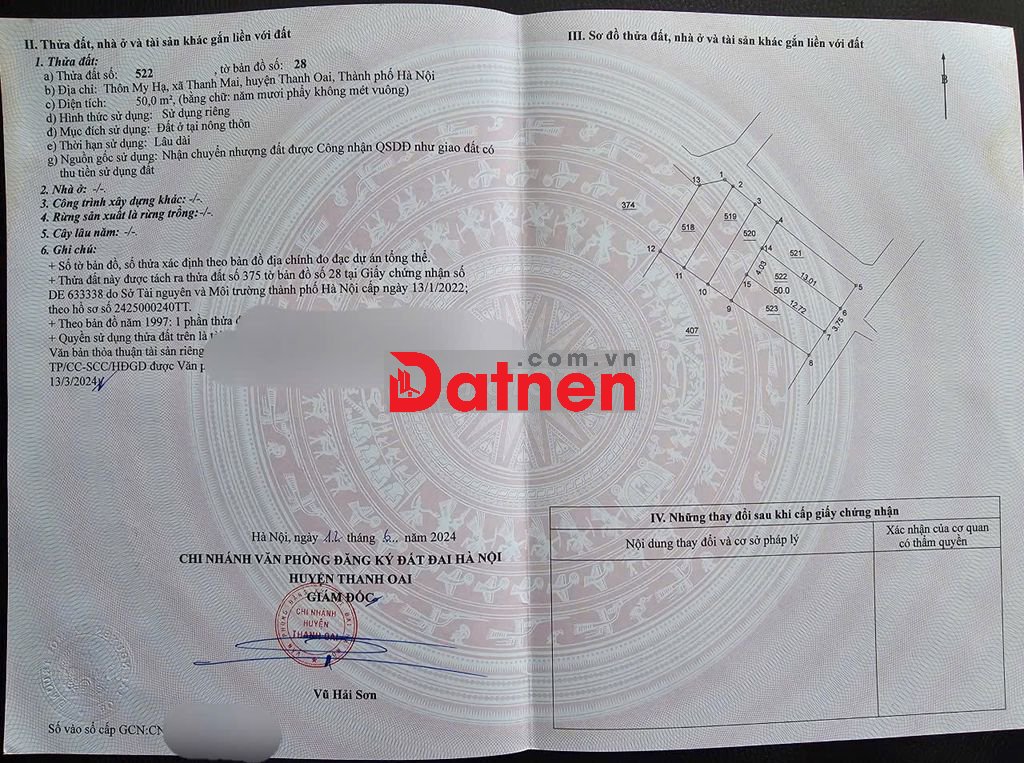 II. Thửa đất, nhà ở và tài sản khác gắn liền với đất
1. Thửa đất:
a) Thửa đất số: 522 , tờ bản đồ số: 28
b) Địa chỉ: Thôn My Hạ, xã Thanh Mai, huyện Thanh Oai, Thành phố Hà Nội
c) Diện tích: 50,0 m², (bằng chữ: năm mươi phẩy không mét vuông)
d) Hình thức sử dụng: Sử dụng riêng
đ) Mục đích sử dụng: Đất ở tại nông thôn
e) Thời hạn sử dụng: Lâu dài
g) Nguồn gốc sử dụng: Nhận chuyển nhượng đất được Công nhận QSDĐ như giao đất có
thu tiền sử dụng đất
2. Nhà ở: -/-.
3. Công trình xây dựng khác: -/-.
4. Rừng sản xuất là rừng trồng:-/-.
5. Cây lâu năm: -/-.
6. Ghi chú:
+ Số tờ bản đồ, số thửa xác định theo bản đồ địa chính đo đạc dự án tổng thể.
+ Thửa đất này được tách ra thửa đất số 375 tờ bản đồ số 28 tại Giấy chứng nhận số
DE 633338 do Sở Tài nguyên và Môi trường thành phố Hà Nội cấp ngày 13/1/2022;
theo hồ sơ số 2425000240TT.
+ Theo bản đồ năm 1997: 1 phần thửa
+ Quyền sử dụng thửa đất trên là
Văn bản thỏa thuận tài sản riêng
TP/CC-SCC/HĐGD được Văn
13/3/2024
Hà Nội, ngày 12 tháng 6 năm 2024
CHI NHÁNH VĂN PHÒNG ĐĂNG KÝ ĐẤT ĐAI HÀ NỘI
HUYỆN THANH OAI
GIÁM ĐỐC
CHI NHÁNH
HUYỆN
THANH OAI
Vũ Hải Sơn
Số vào sổ cấp GCN:CN
III. Sơ đồ thửa đất, nhà ở và tài sản khác gắn liền với đất
B
13
1
2
3
4
374
519
518
520
521
12
14
4.03
522
50.0
13.01
5
11
15
10
9
12.72
523
6
3.75
7
407
8
.com.vn
Datnen
IV. Những thay đổi sau khi cấp giấy chứng nhận
Nội dung thay đổi và cơ sở pháp lý
Xác nhận của cơ quan
có thẩm quyền